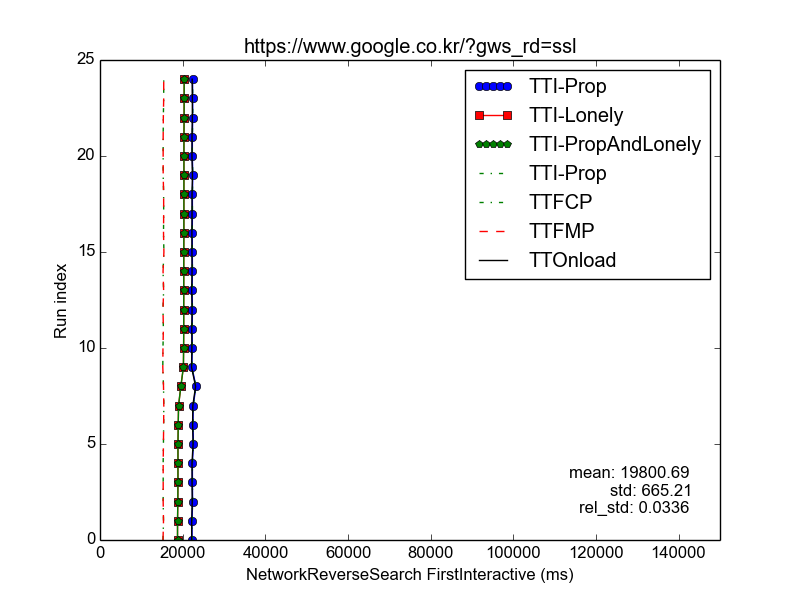 https://www.google.co.kr/?gws_rd=ssl
25
20
15
10
5
0
Run index
TTI-Prop
TTI-Lonely
TTI-PropAndLonely
TTI-Prop
TTFCP
TTFMP
TTOnload
mean: 19800.69
std: 665.21
rel_std: 0.0336
0 20000 40000 60000 80000 100000 120000 140000
NetworkReverseSearch FirstInteractive (ms)